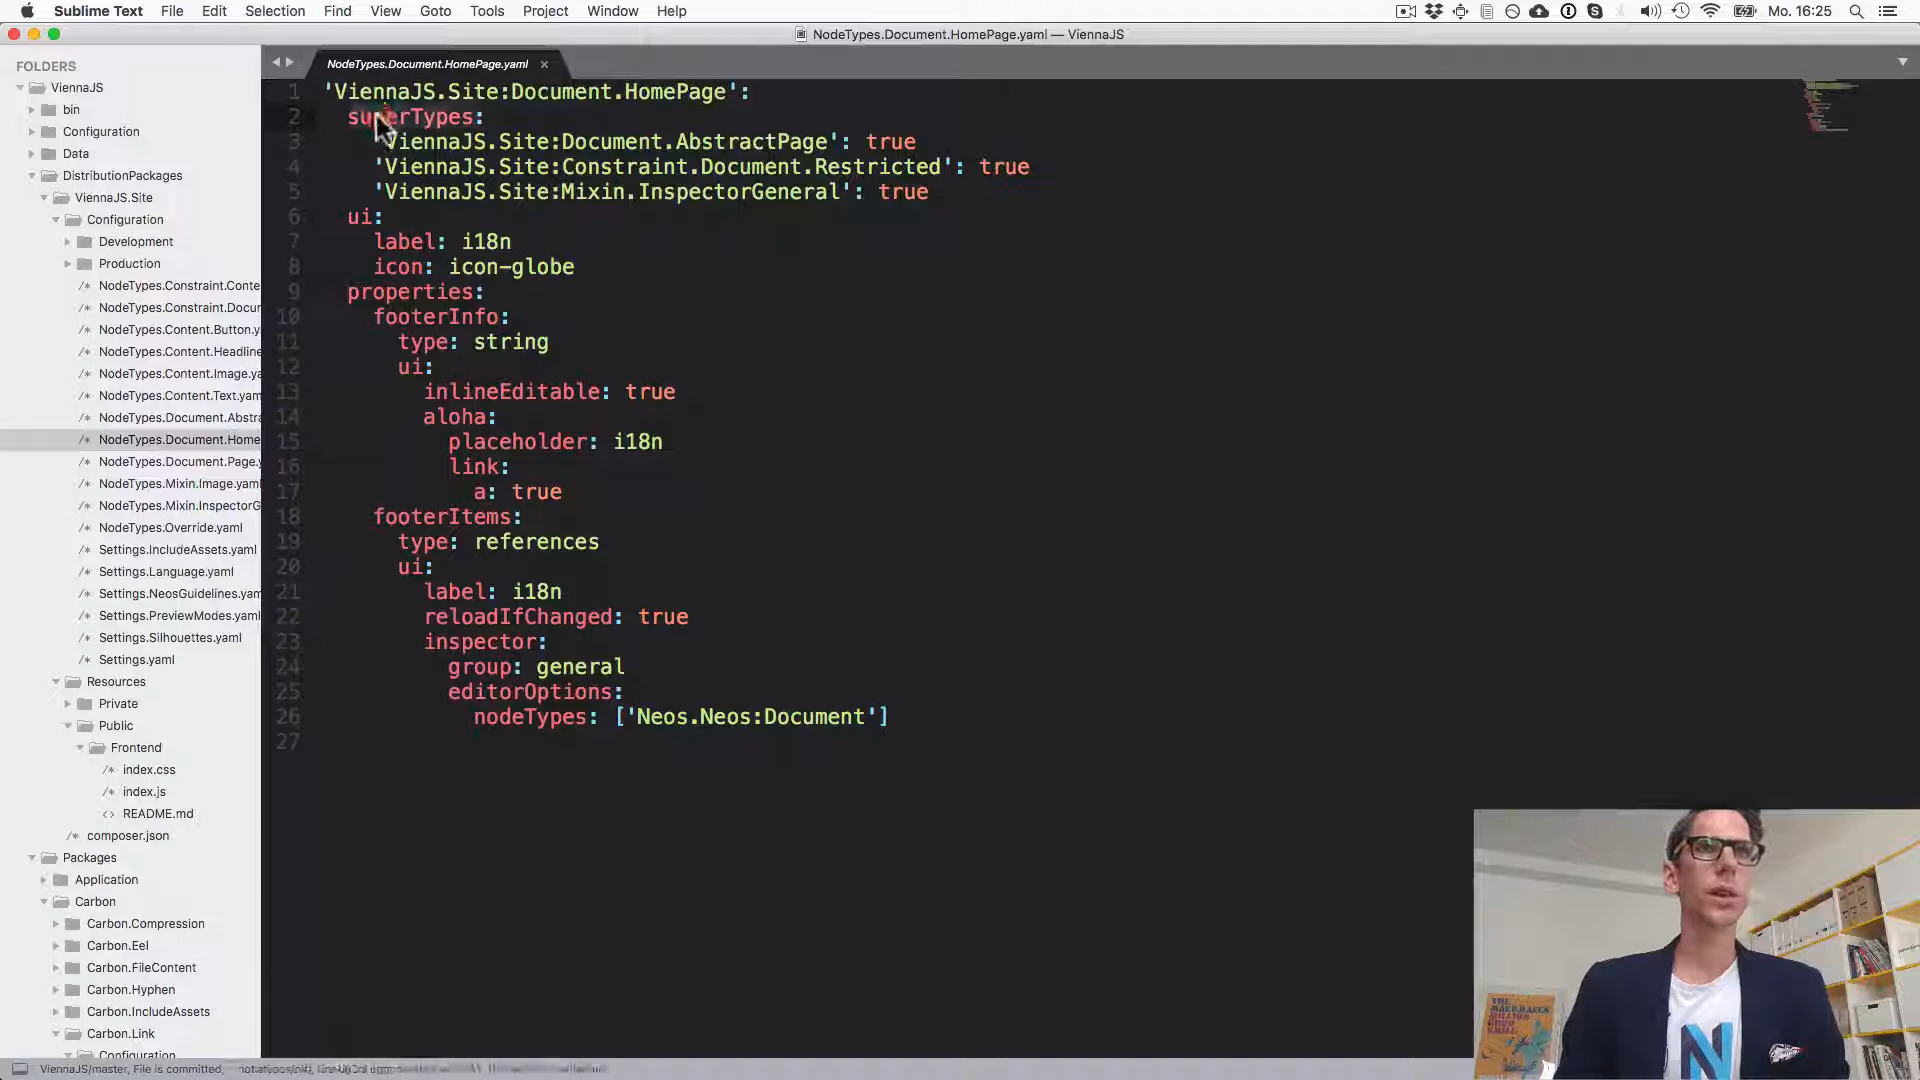 Sublime Text File Edit Selection Find View Goto Tools Project Window Help Mo. 16:25
NodeTypes.Document.HomePage.yaml — ViennaJS
FOLDERS
ViennaJS
bin
Configuration
Data
DistributionPackages
ViennaJS.Site
Configuration
Development
Production
NodeTypes.Constraint.Conte
NodeTypes.Constraint.Docur
NodeTypes.Content.Button.y
NodeTypes.Content.Headline
NodeTypes.Content.Image.ya
NodeTypes.Content.Text.yam
NodeTypes.Document.Abstra
NodeTypes.Document.Home
NodeTypes.Document.Page.y
NodeTypes.Mixin.Image.yaml
NodeTypes.Mixin.InspectorG
NodeTypes.Override.yaml
Settings.IncludeAssets.yaml
Settings.Language.yaml
Settings.NeosGuidelines.yam
Settings.PreviewModes.yaml
Settings.Silhouettes.yaml
Settings.yaml
Resources
Private
Public
Frontend
index.css
index.js
README.md
composer.json
Packages
Application
Carbon
Carbon.Compression
Carbon.Eel
Carbon.FileContent
Carbon.Hyphen
Carbon.IncludeAssets
Carbon.Link
Configuration
NodeTypes.Document.HomePage.yaml
1 'ViennaJS.Site:Document.HomePage':
2 superTypes:
3 'ViennaJS.Site:Document.AbstractPage': true
4 'ViennaJS.Site:Constraint.Document.Restricted': true
5 'ViennaJS.Site:Mixin.InspectorGeneral': true
6 ui:
7 label: i18n
8 icon: icon-globe
9 properties:
10 footerInfo:
11 type: string
12 ui:
13 inlineEditable: true
14 aloha:
15 placeholder: i18n
16 link:
17 a: true
18 footerItems:
19 type: references
20 ui:
21 label: i18n
22 reloadIfChanged: true
23 inspector:
24 group: general
25 editorOptions:
26 nodeTypes: ['Neos.Neos:Document']
27
ViennaJS/master, File is committed,